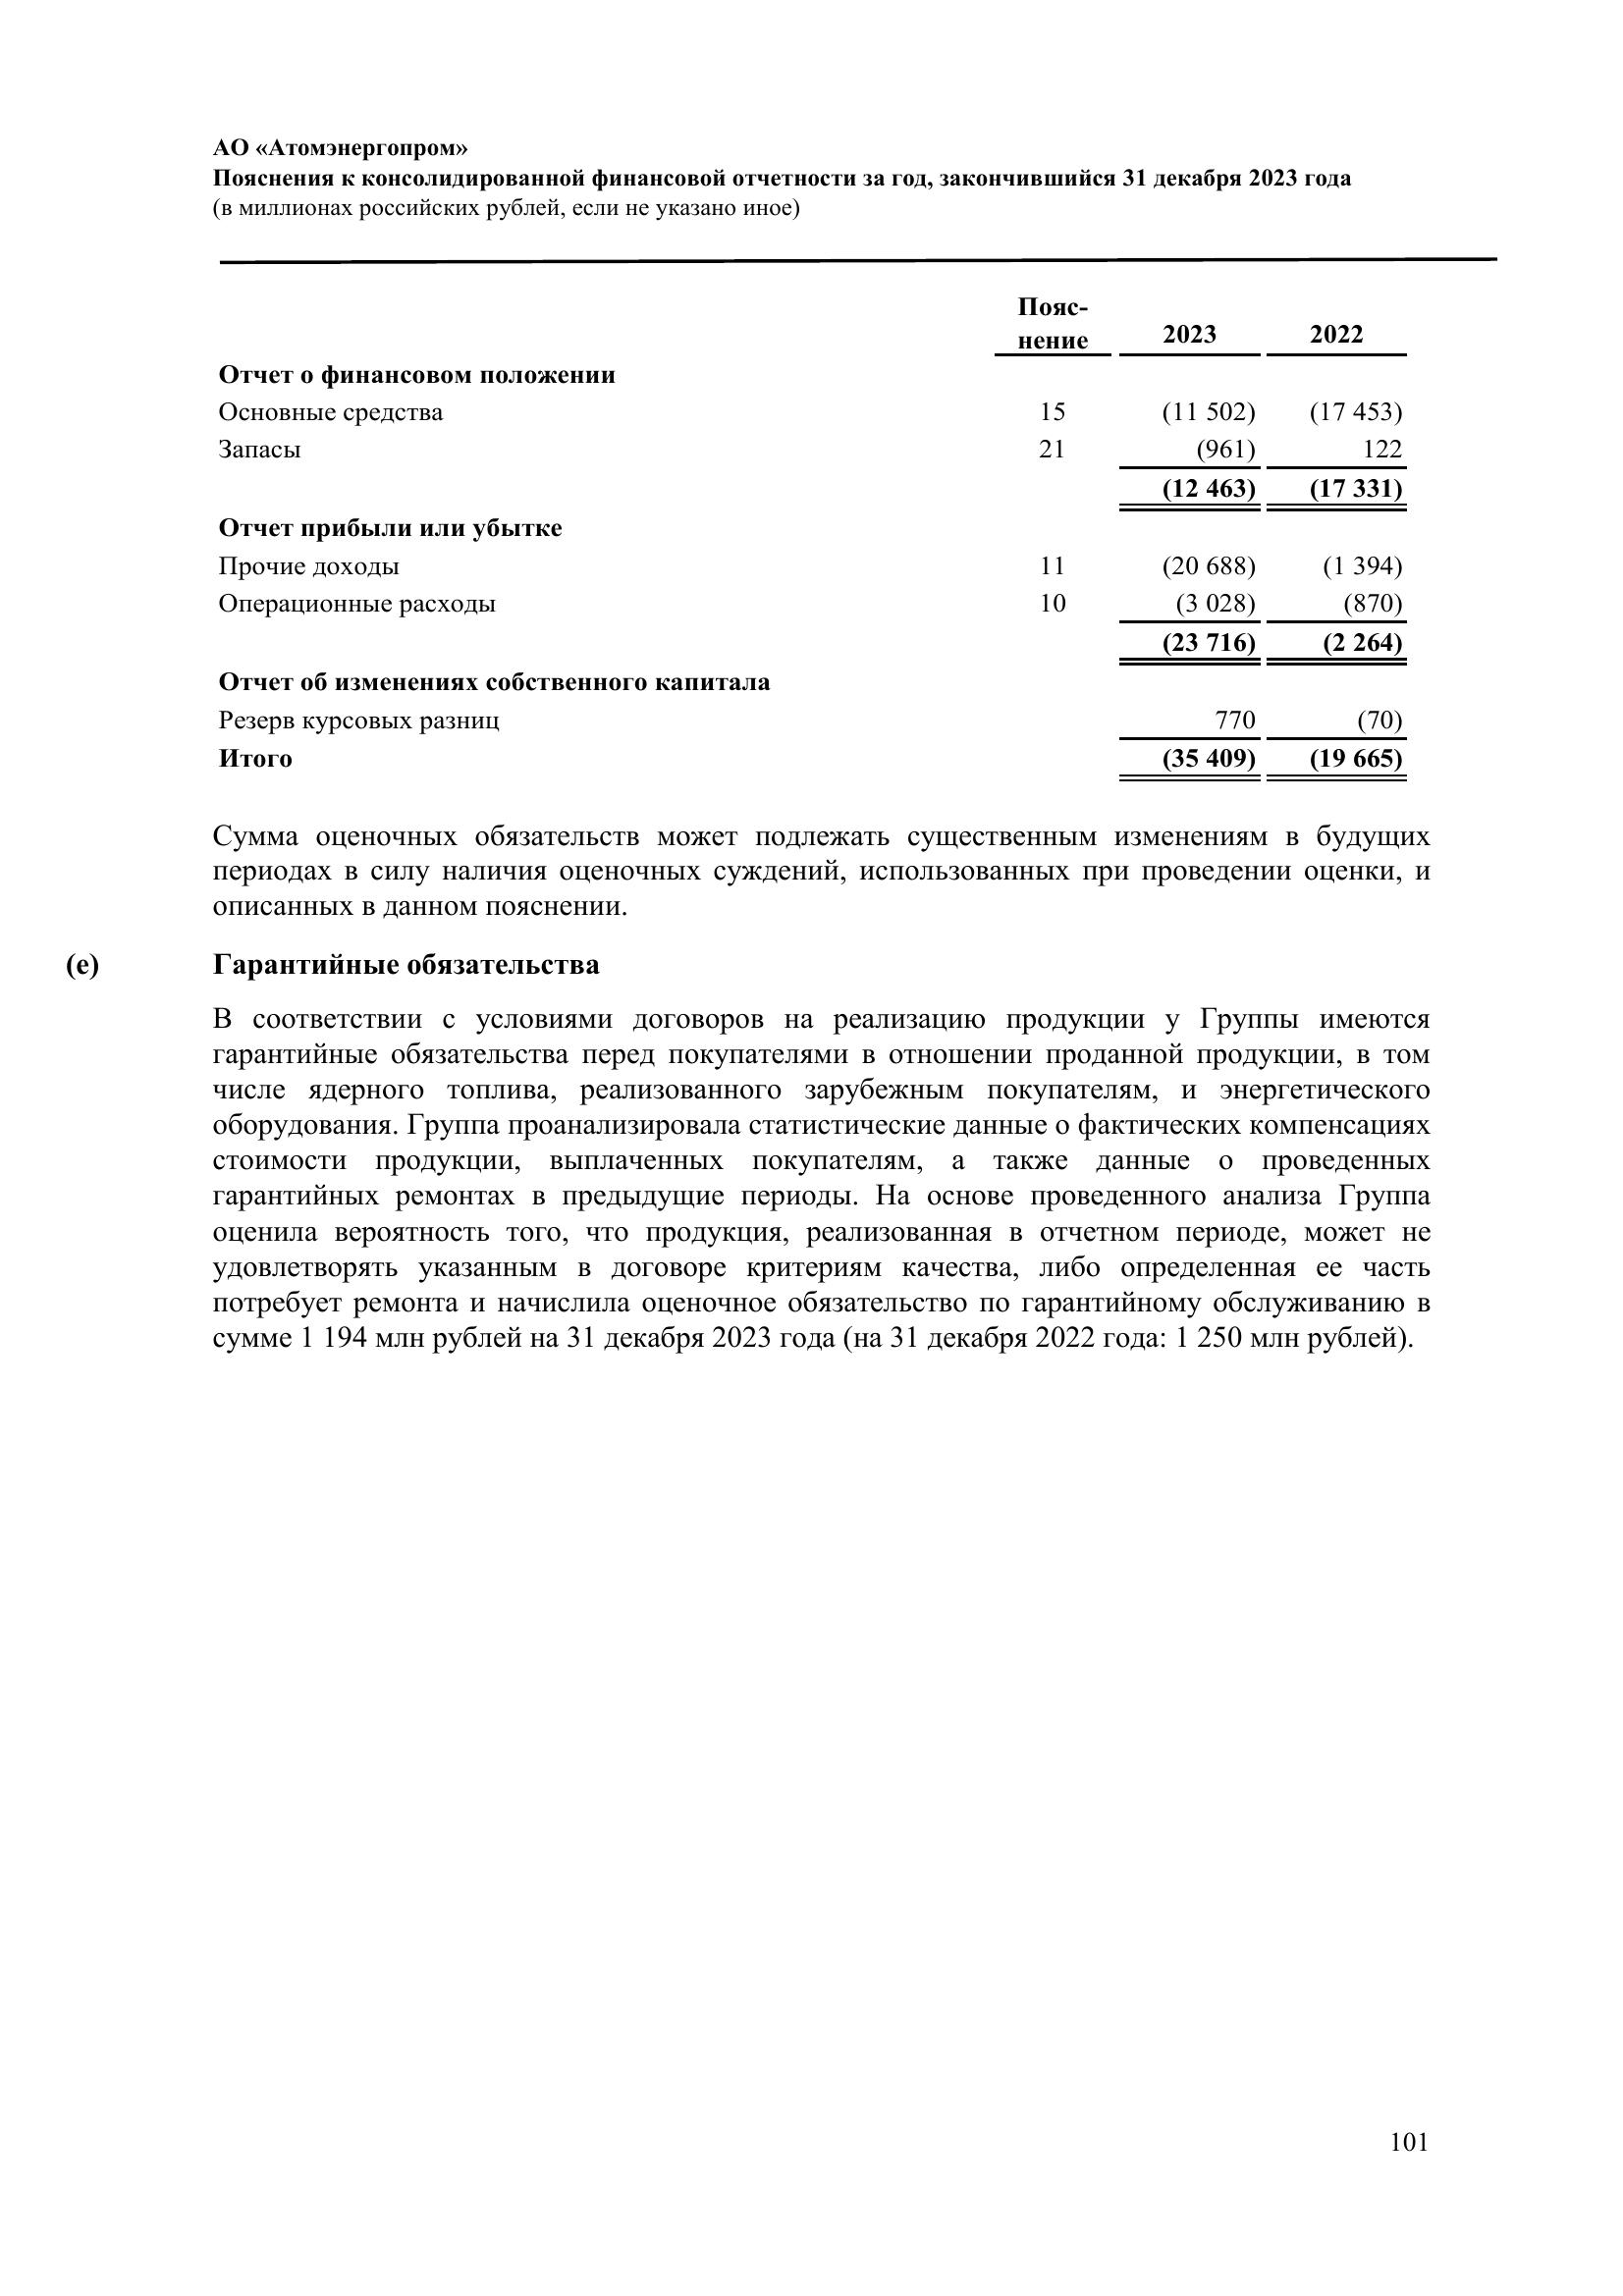 АО «Атомэнергопром»
Пояснения к консолидированной финансовой отчетности за год, закончившийся 31 декабря 2023 года
(в миллионах российских рублей, если не указано иное)
Пояс-
нение 2023 2022
Отчет о финансовом положении
Основные средства 15 (11 502) (17 453)
Запасы 21 (961) 122
(12 463) (17 331)
Отчет прибыли или убытке
Прочие доходы 11 (20 688) (1 394)
Операционные расходы 10 (3 028) (870)
(23 716) (2 264)
Отчет об изменениях собственного капитала
Резерв курсовых разниц 770 (70)
Итого (35 409) (19 665)
Сумма оценочных обязательств может подлежать существенным изменениям в будущих
периодах в силу наличия оценочных суждений, использованных при проведении оценки, и
описанных в данном пояснении.
(е) Гарантийные обязательства
В соответствии с условиями договоров на реализацию продукции у Группы имеются
гарантийные обязательства перед покупателями в отношении проданной продукции, в том
числе ядерного топлива, реализованного зарубежным покупателям, и энергетического
оборудования. Группа проанализировала статистические данные о фактических компенсациях
стоимости продукции, выплаченных покупателям, а также данные о проведенных
гарантийных ремонтах в предыдущие периоды. На основе проведенного анализа Группа
оценила вероятность того, что продукция, реализованная в отчетном периоде, может не
удовлетворять указанным в договоре критериям качества, либо определенная ее часть
потребует ремонта и начислила оценочное обязательство по гарантийному обслуживанию в
сумме 1 194 млн рублей на 31 декабря 2023 года (на 31 декабря 2022 года: 1 250 млн рублей).
101